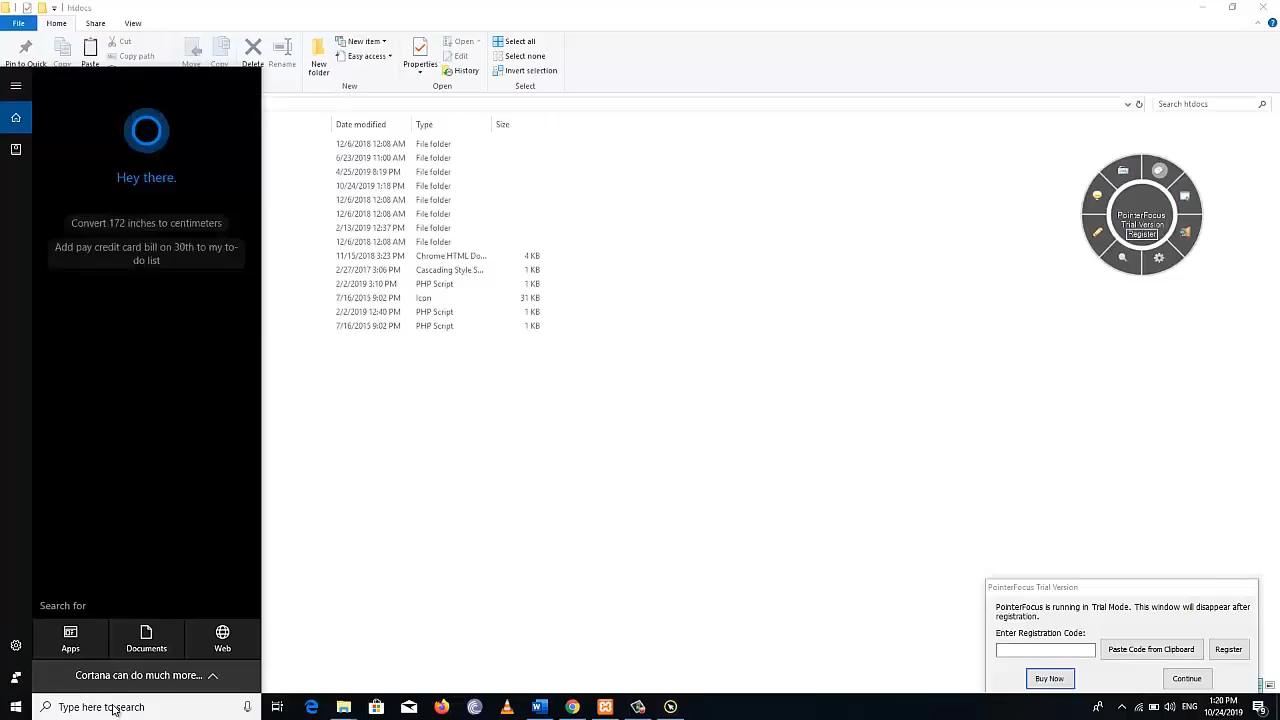 htdocs
File
Home
Share
View
Pin to Quick
Copy
Paste
Cut
Copy path
Move
Copy
Delete
Rename
New
folder
New item
Easy access
New
Properties
Open
Edit
History
Open
Select all
Select none
Invert selection
Select
Search htdocs
Date modified
Type
Size
12/6/2018 12:08 AM File folder
6/23/2019 11:00 AM File folder
4/25/2019 8:19 PM File folder
10/24/2019 1:18 PM File folder
12/6/2018 12:08 AM File folder
12/6/2018 12:08 AM File folder
2/13/2019 12:37 PM File folder
12/6/2018 12:08 AM File folder
11/15/2018 3:23 PM Chrome HTML Do... 4 KB
2/27/2017 3:06 PM Cascading Style S... 1 KB
2/2/2019 3:10 PM PHP Script 1 KB
7/16/2015 9:02 PM Icon 31 KB
2/2/2019 12:40 PM PHP Script 1 KB
7/16/2015 9:02 PM PHP Script 1 KB
Hey there.
Convert 172 inches to centimeters
Add pay credit card bill on 30th to my to-
do list
Search for
Apps
Documents
Web
Cortana can do much more...
Type here to search
PointerFocus
Trial Version
Register
PointerFocus Trial Version
PointerFocus is running in Trial Mode. This window will disappear after
registration.
Enter Registration Code:
Paste Code from Clipboard
Register
Buy Now
Continue
ENG
1:20 PM
10/24/2019